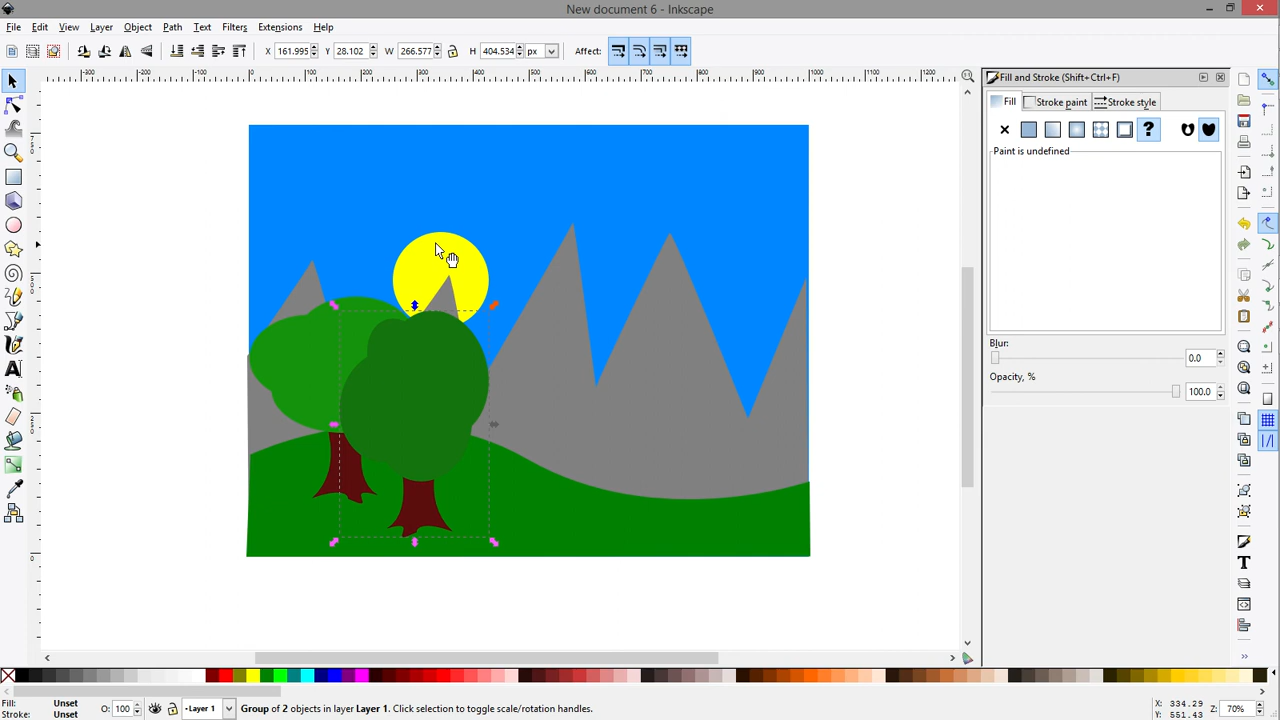 New document 6 - Inkscape
File Edit View Layer Object Path Text Filters Extensions Help
X 161.995 Y 28.102 W 266.577 H 404.534 px Affect:
Fill and Stroke (Shift+Ctrl+F)
Fill Stroke paint Stroke style
Paint is undefined
Blur:
0.0
Opacity, %
100.0
Fill: Unset
Stroke: Unset
O: 100
-Layer 1
Group of 2 objects in layer Layer 1. Click selection to toggle scale/rotation handles.
X: 334.29
Y: 551.43
Z: 70%